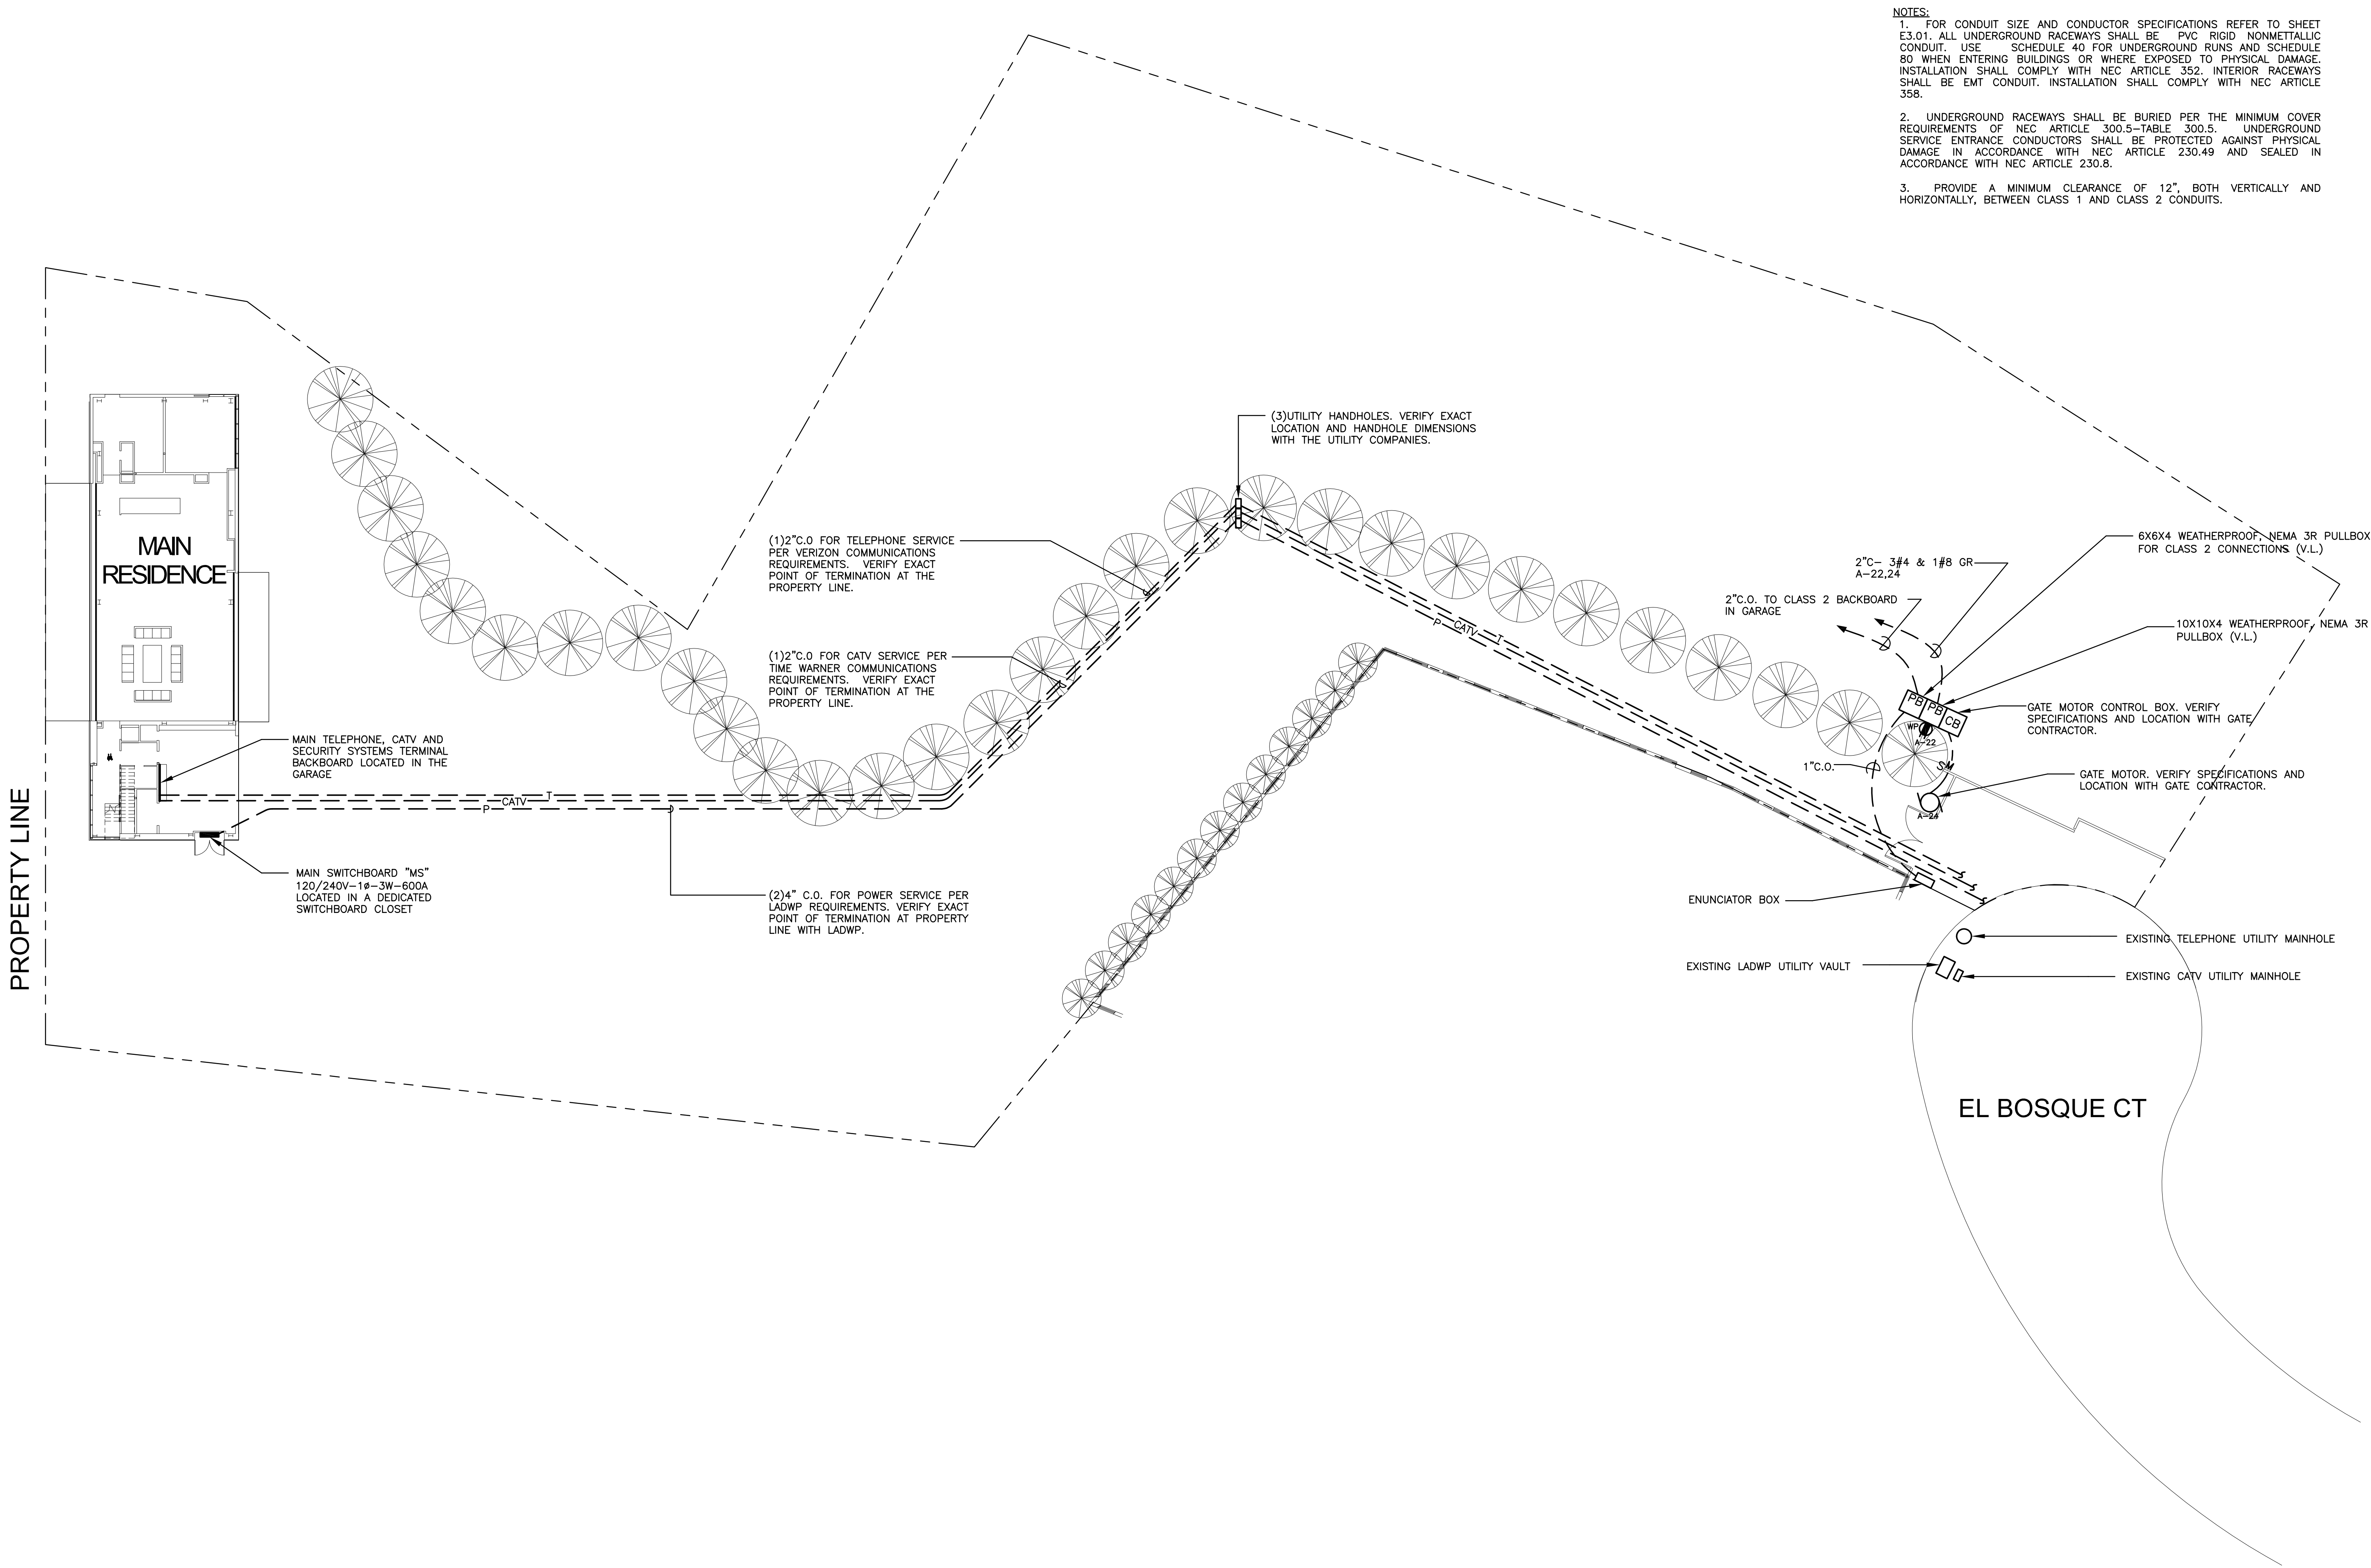 NOTES:
1. FOR CONDUIT SIZE AND CONDUCTOR SPECIFICATIONS REFER TO SHEET
E3.01. ALL UNDERGROUND RACEWAYS SHALL BE PVC RIGID NONMETTALLIC
CONDUIT. USE SCHEDULE 40 FOR UNDERGROUND RUNS AND SCHEDULE
80 WHEN ENTERING BUILDINGS OR WHERE EXPOSED TO PHYSICAL DAMAGE.
INSTALLATION SHALL COMPLY WITH NEC ARTICLE 352. INTERIOR RACEWAYS
SHALL BE EMT CONDUIT. INSTALLATION SHALL COMPLY WITH NEC ARTICLE
358.
2. UNDERGROUND RACEWAYS SHALL BE BURIED PER THE MINIMUM COVER
REQUIREMENTS OF NEC ARTICLE 300.5-TABLE 300.5. UNDERGROUND
SERVICE ENTRANCE CONDUCTORS SHALL BE PROTECTED AGAINST PHYSICAL
DAMAGE IN ACCORDANCE WITH NEC ARTICLE 230.49 AND SEALED IN
ACCORDANCE WITH NEC ARTICLE 230.8.
3. PROVIDE A MINIMUM CLEARANCE OF 12", BOTH VERTICALLY AND
HORIZONTALLY, BETWEEN CLASS 1 AND CLASS 2 CONDUITS.
(3)UTILITY HANDHOLES. VERIFY EXACT
LOCATION AND HANDHOLE DIMENSIONS
WITH THE UTILITY COMPANIES.
MAIN
RESIDENCE
(1)2"C.O FOR TELEPHONE SERVICE
PER VERIZON COMMUNICATIONS
REQUIREMENTS. VERIFY EXACT
POINT OF TERMINATION AT THE
PROPERTY LINE.
(1)2"C.O FOR CATV SERVICE PER
TIME WARNER COMMUNICATIONS
REQUIREMENTS. VERIFY EXACT
POINT OF TERMINATION AT THE
PROPERTY LINE.
P
CATV
T
6X6X4 WEATHERPROOF, NEMA 3R PULLBOX
FOR CLASS 2 CONNECTIONS (V.L.)
2"C- 3#4 & 1#8 GR
A-22,24
2"C.O. TO CLASS 2 BACKBOARD
IN GARAGE
10X10X4 WEATHERPROOF, NEMA 3R
PULLBOX (V.L.)
PB
PB
CB
WP
A-22
GATE MOTOR CONTROL BOX. VERIFY
SPECIFICATIONS AND LOCATION WITH GATE
CONTRACTOR.
1"C.O.
SM
GATE MOTOR. VERIFY SPECIFICATIONS AND
LOCATION WITH GATE CONTRACTOR.
A-24
MAIN TELEPHONE, CATV AND
SECURITY SYSTEMS TERMINAL
BACKBOARD LOCATED IN THE
GARAGE
T
CATV
P
PROPERTY LINE
MAIN SWITCHBOARD "MS"
120/240V-1ø-3W-600A
LOCATED IN A DEDICATED
SWITCHBOARD CLOSET
(2)4" C.O. FOR POWER SERVICE PER
LADWP REQUIREMENTS. VERIFY EXACT
POINT OF TERMINATION AT PROPERTY
LINE WITH LADWP.
ENUNCIATOR BOX
EXISTING TELEPHONE UTILITY MAINHOLE
EXISTING LADWP UTILITY VAULT
EXISTING CATV UTILITY MAINHOLE
EL BOSQUE CT